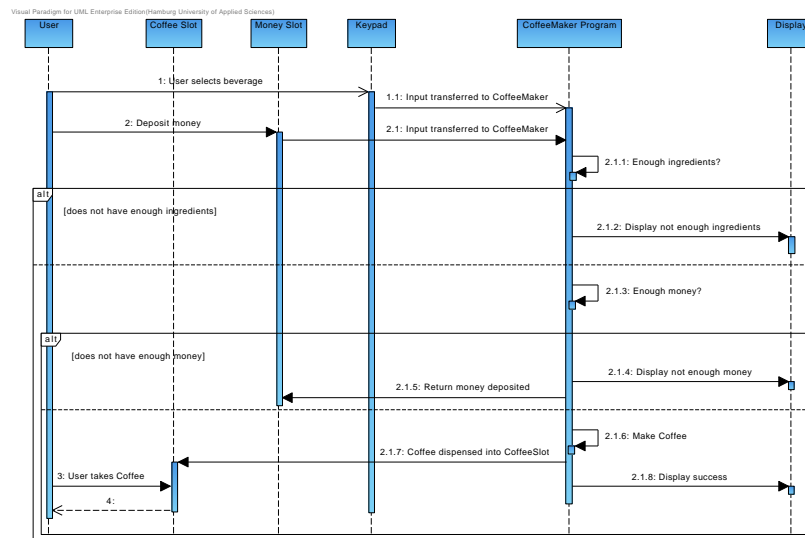 Visual Paradigm for UML Enterprise Edition(Hamburg University of Applied Sciences)
User
Coffee Slot
Money Slot
Keypad
CoffeeMaker Program
Display
1: User selects beverage
1.1: Input transferred to CoffeeMaker
2: Deposit money
2.1: Input transferred to CoffeeMaker
2.1.1: Enough ingredients?
alt
[does not have enough ingredients]
2.1.2: Display not enough ingredients
2.1.3: Enough money?
alt
[does not have enough money]
2.1.4: Display not enough money
2.1.5: Return money deposited
2.1.6: Make Coffee
2.1.7: Coffee dispensed into CoffeeSlot
3: User takes Coffee
2.1.8: Display success
4: